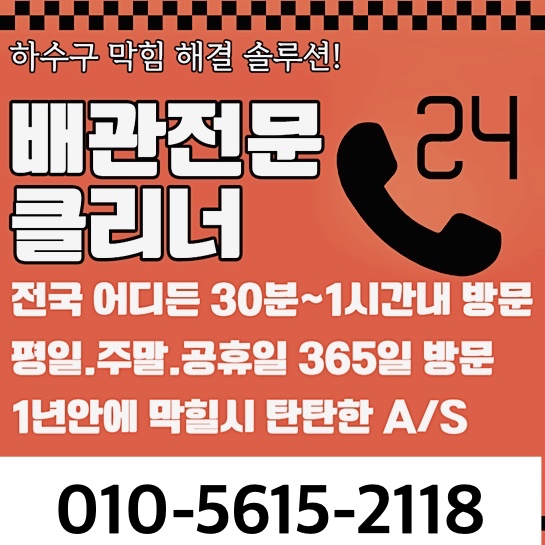 하수구 막힘 해결 솔루션!
배관전문
클리너
24
전국 어디든 30분~1시간내 방문
평일.주말.공휴일 365일 방문
1년안에 막힐시 탄탄한 A/S
010-5615-2118